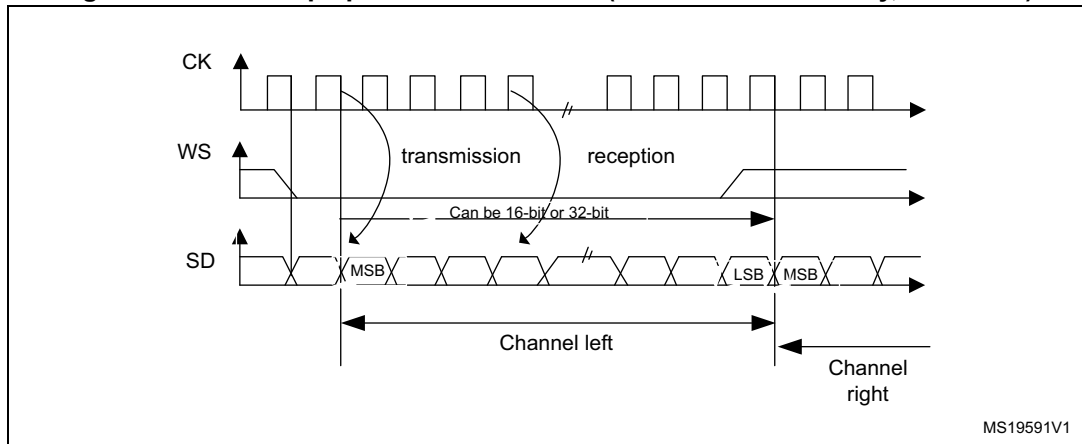 CK
WS
transmission
reception
Can be 16-bit or 32-bit
SD
MSB
LSB
MSB
Channel left
Channel
right
MS19591V1